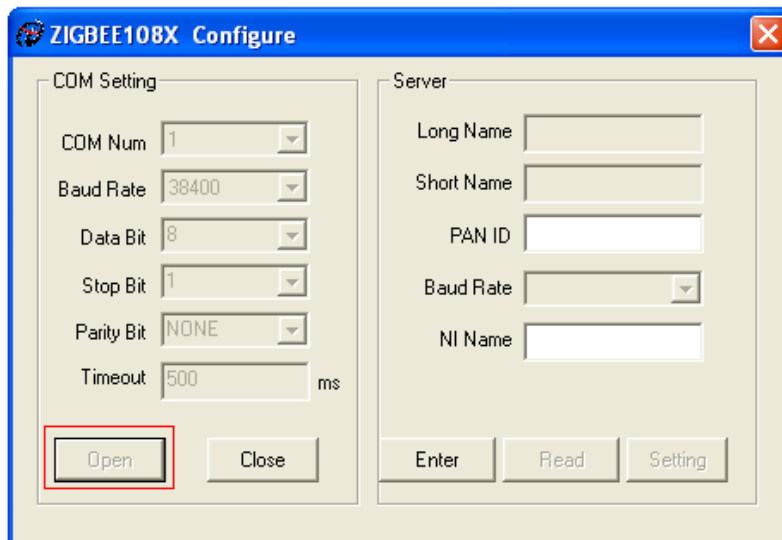 ZIGBEE108X Configure
COM Setting
COM Num 1
Baud Rate 38400
Data Bit 8
Stop Bit 1
Parity Bit NONE
Timeout 500 ms
Open Close
Server
Long Name
Short Name
PAN ID
Baud Rate
NI Name
Enter Read Setting